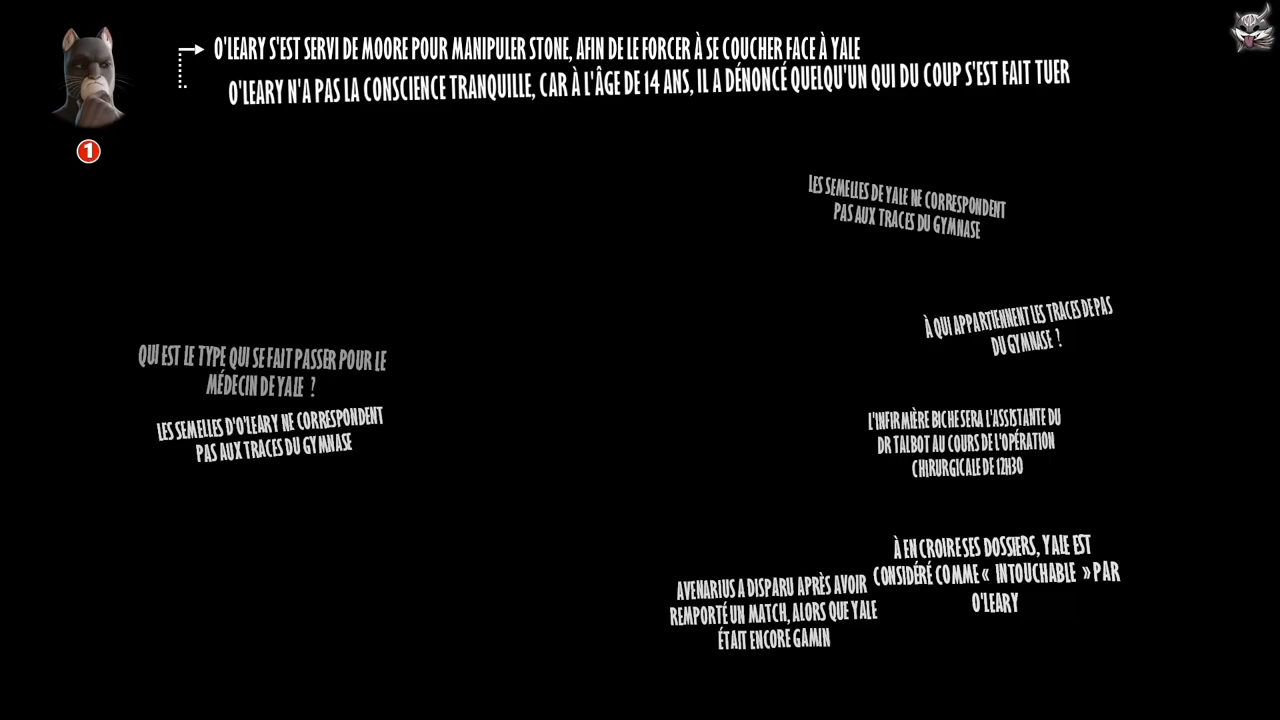 O'LEARY S'EST SERVI DE MOORE POUR MANIPULER STONE, AFIN DE LE FORCER À SE COUCHER FACE À YALE
O'LEARY N'A PAS LA CONSCIENCE TRANQUILLE, CAR À L'ÂGE DE 14 ANS, IL A DÉNONCÉ QUELQU'UN QUI DU COUP S'EST FAIT TUER
1
LES SEMELLES DE YALE NE CORRESPONDENT
PAS AUX TRACES DU GYMNASE
À QUI APPARTIENNENT LES TRACES DE PAS
DU GYMNASE ?
QUI EST LE TYPE QUI SE FAIT PASSER POUR LE
MÉDECIN DE YALE ?
LES SEMELLES D'O'LEARY NE CORRESPONDENT
PAS AUX TRACES DU GYMNASE
L'INFIRMIÈRE BICHE SERA L'ASSISTANTE DU
DR TALBOT AU COURS DE L'OPÉRATION
CHIRURGICALE DE 12H30
À EN CROIRE SES DOSSIERS, YALE EST
CONSIDÉRÉ COMME « INTOUCHABLE » PAR
O'LEARY
AVENARIUS A DISPARU APRÈS AVOIR
REMPORTÉ UN MATCH, ALORS QUE YALE
ÉTAIT ENCORE GAMIN